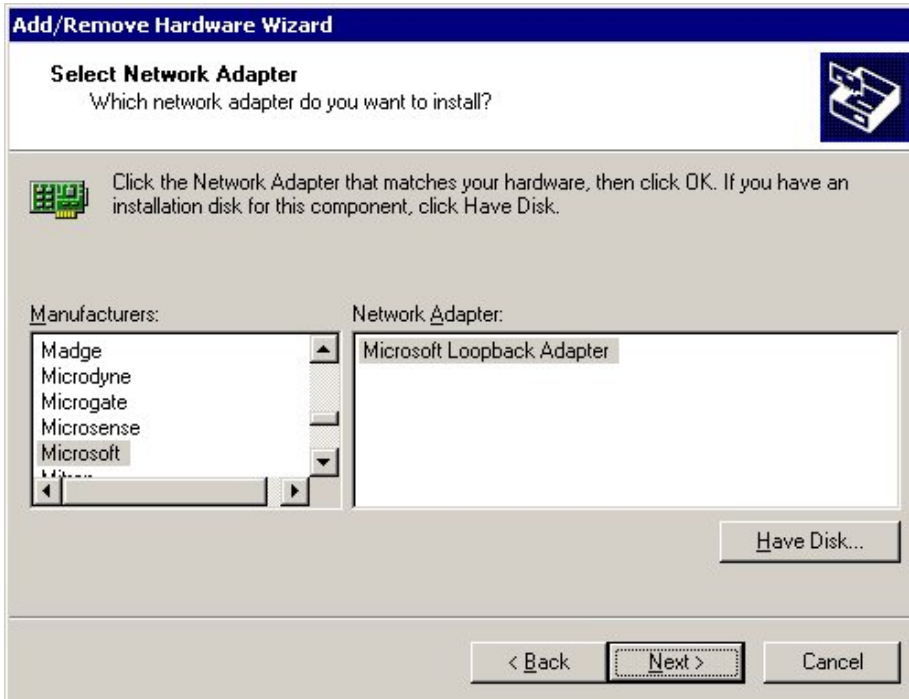 Add/Remove Hardware Wizard
Select Network Adapter
Which network adapter do you want to install?
Click the Network Adapter that matches your hardware, then click OK. If you have an
installation disk for this component, click Have Disk.
Manufacturers:
Madge
Microdyne
Microgate
Microsense
Microsoft
Network Adapter:
Microsoft Loopback Adapter
Have Disk...
< Back
Next >
Cancel